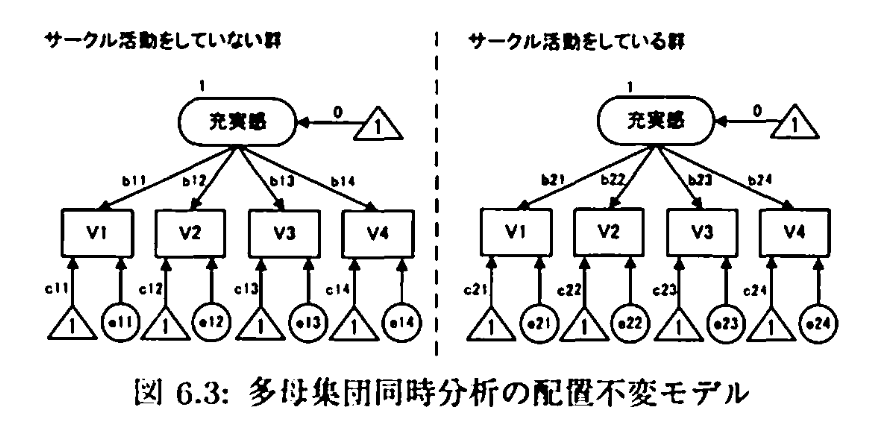 サークル活動をしていない群
サークル活動をしている群
1
充実感
0
1
1
充実感
0
1
b11
b12
b13
b14
b21
b22
b23
b24
V1
V2
V3
V4
V1
V2
V3
V4
c11
c12
c13
c14
c21
c22
c23
c24
1
e11
1
e12
1
e13
1
e14
1
e21
1
e22
1
e23
1
e24
図 6.3: 多母集団同時分析の配置不変モデル